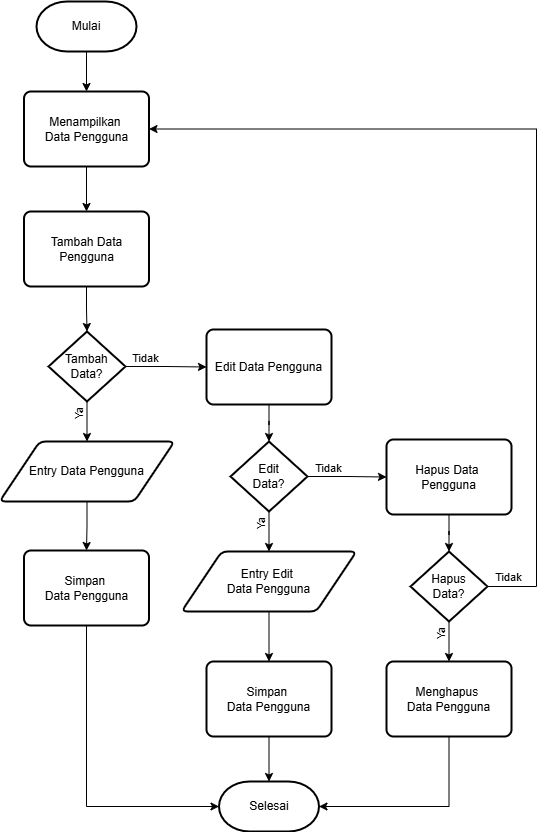 Mulai
Menampilkan
Data Pengguna
Tambah Data
Pengguna
Tambah
Data?
Tidak
Ya
Entry Data Pengguna
Simpan
Data Pengguna
Edit Data Pengguna
Edit
Data?
Tidak
Ya
Entry Edit
Data Pengguna
Simpan
Data Pengguna
Hapus Data
Pengguna
Hapus
Data?
Tidak
Ya
Menghapus
Data Pengguna
Selesai